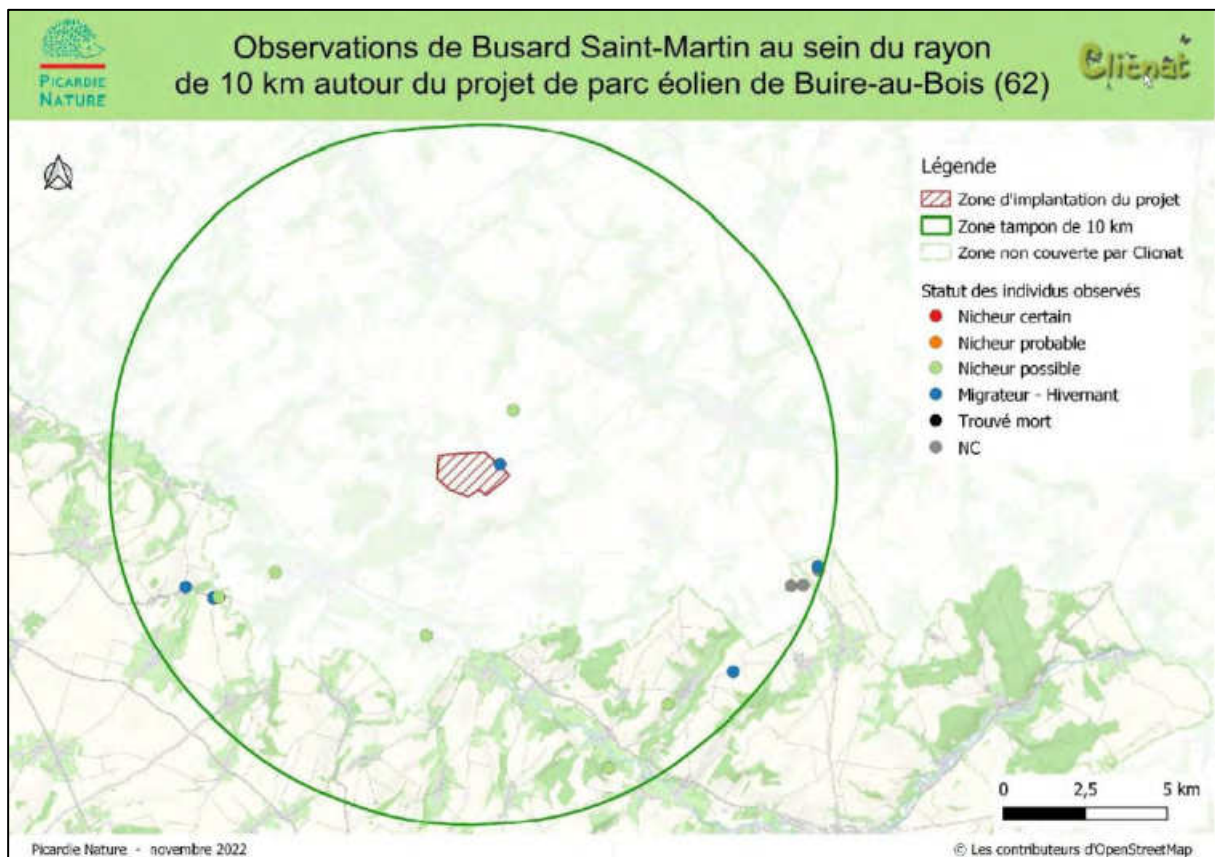 PICARDIE
NATURE
Observations de Busard Saint-Martin au sein du rayon
de 10 km autour du projet de parc éolien de Buire-au-Bois (62)
Clicnat
Légende
Zone d'implantation du projet
Zone tampon de 10 km
Zone non couverte par Clicnat
Statut des individus observés
Nicheur certain
Nicheur probable
Nicheur possible
Migrateur - Hivernant
Trouvé mort
NC
0 2,5 5 km
Picardie Nature - novembre 2022
© Les contributeurs d'OpenStreetMap